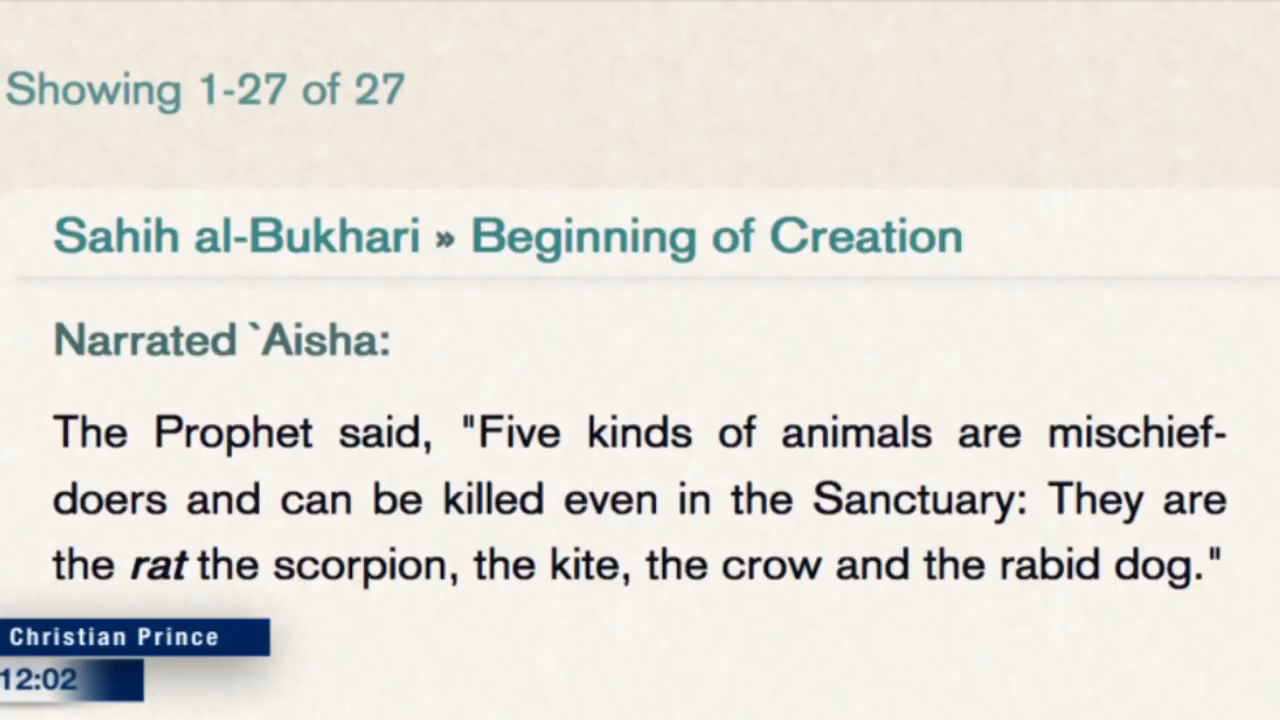 Showing 1-27 of 27
Sahih al-Bukhari » Beginning of Creation
Narrated `Aisha:
The Prophet said, "Five kinds of animals are mischief-
doers and can be killed even in the Sanctuary: They are
the rat the scorpion, the kite, the crow and the rabid dog."
Christian Prince
12:02